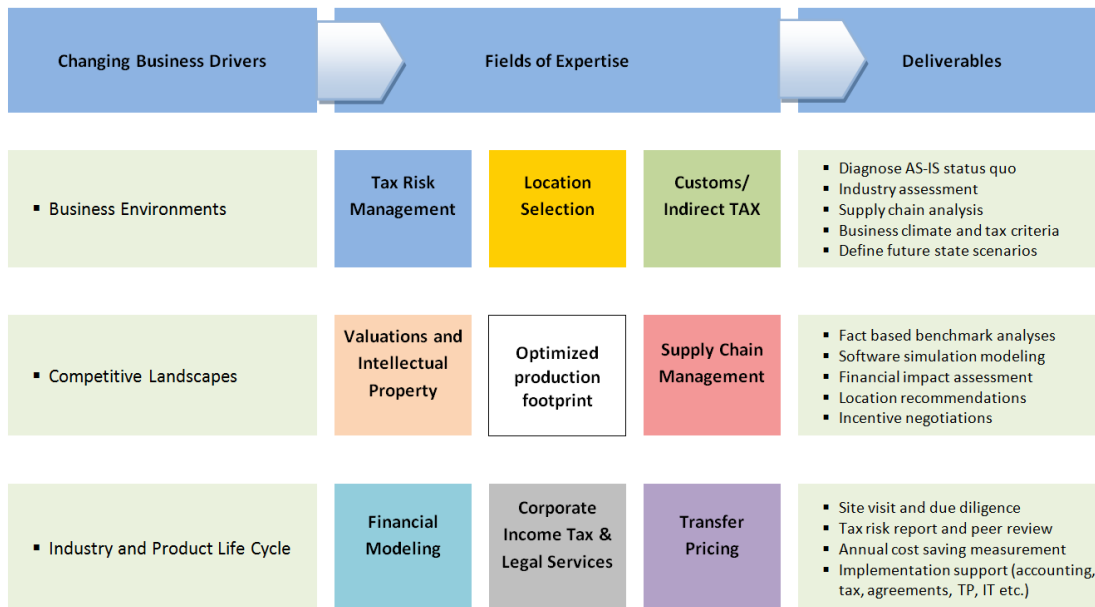 Changing Business Drivers
Fields of Expertise
Deliverables
▪ Business Environments
Tax Risk
Management
Location
Selection
Customs/
Indirect TAX
▪ Diagnose AS-IS status quo
▪ Industry assessment
▪ Supply chain analysis
▪ Business climate and tax criteria
▪ Define future state scenarios
▪ Competitive Landscapes
Valuations and
Intellectual
Property
Optimized
production
footprint
Supply Chain
Management
▪ Fact based benchmark analyses
▪ Software simulation modeling
▪ Financial impact assessment
▪ Location recommendations
▪ Incentive negotiations
▪ Industry and Product Life Cycle
Financial
Modeling
Corporate
Income Tax &
Legal Services
Transfer
Pricing
▪ Site visit and due diligence
▪ Tax risk report and peer review
▪ Annual cost saving measurement
▪ Implementation support (accounting,
tax, agreements, TP, IT etc.)